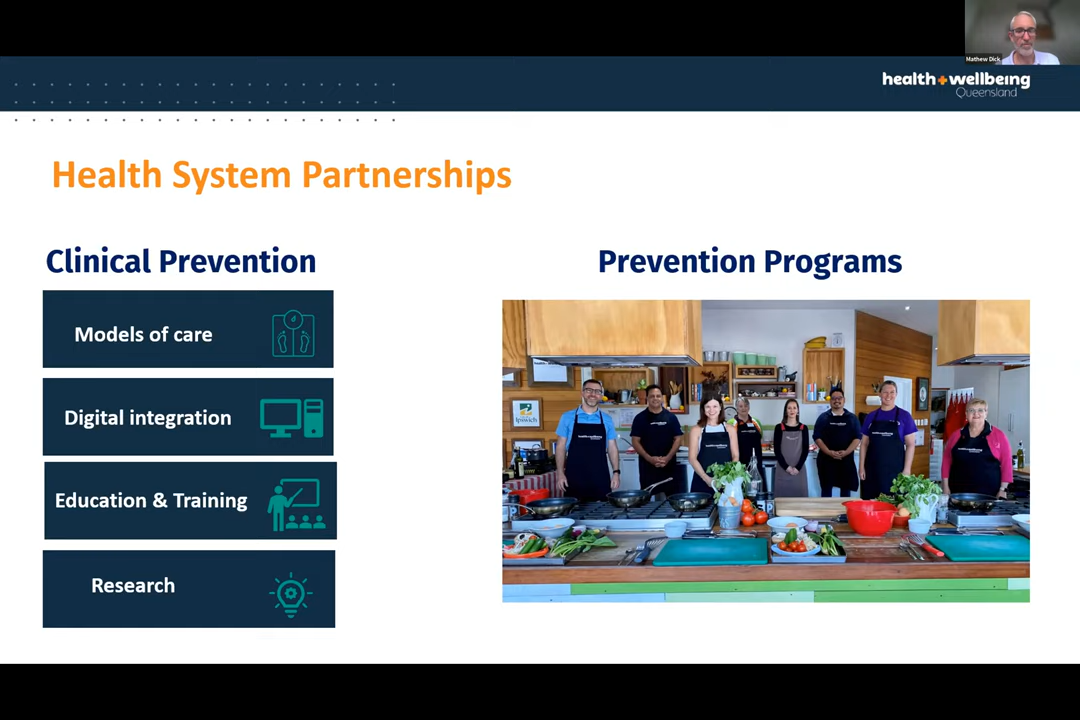 Mathew Dick
health+wellbeing
Queensland
Health System Partnerships
Clinical Prevention
Prevention Programs
Models of care
Digital integration
Education & Training
Research
Ipswich